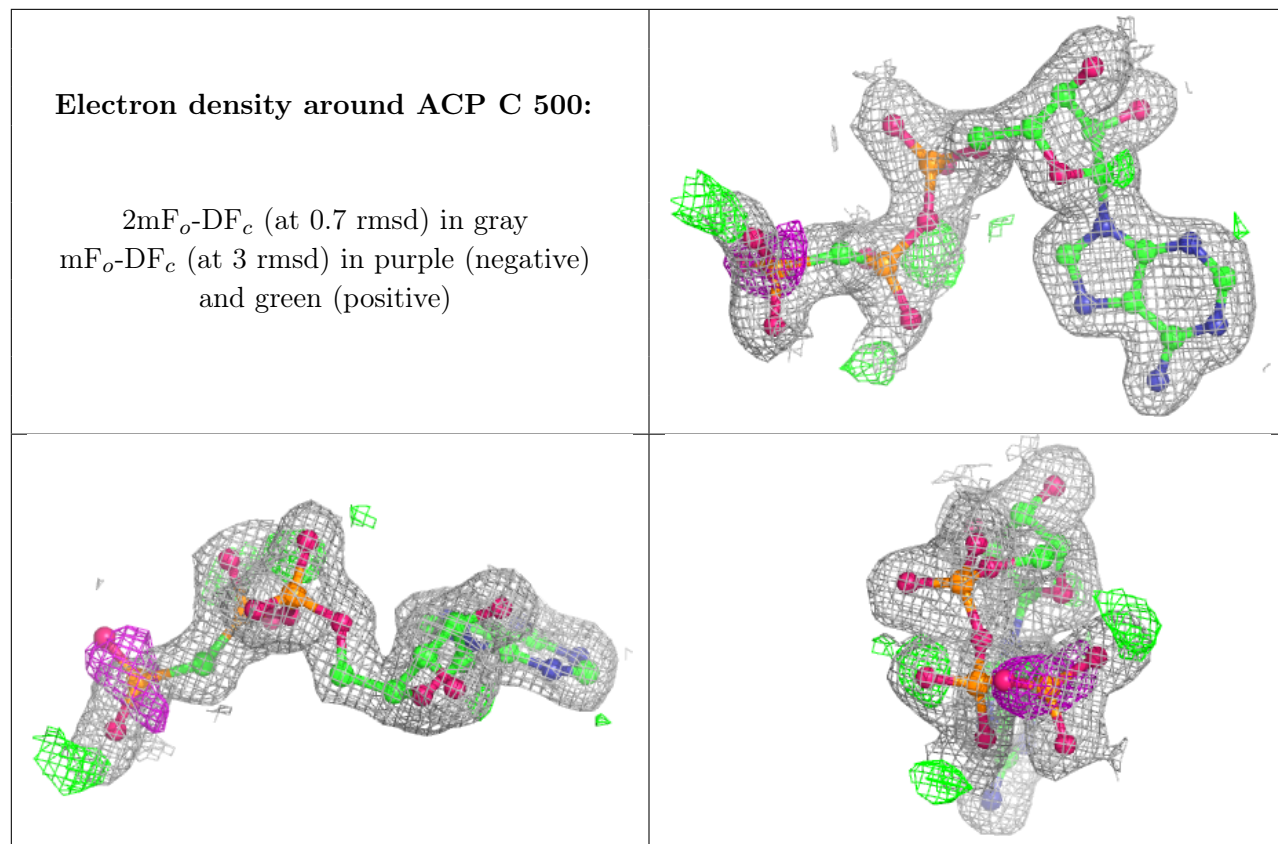 Electron density around ACP C 500:
2mFₒ-DF𝒸 (at 0.7 rmsd) in gray
mFₒ-DF𝒸 (at 3 rmsd) in purple (negative)
and green (positive)